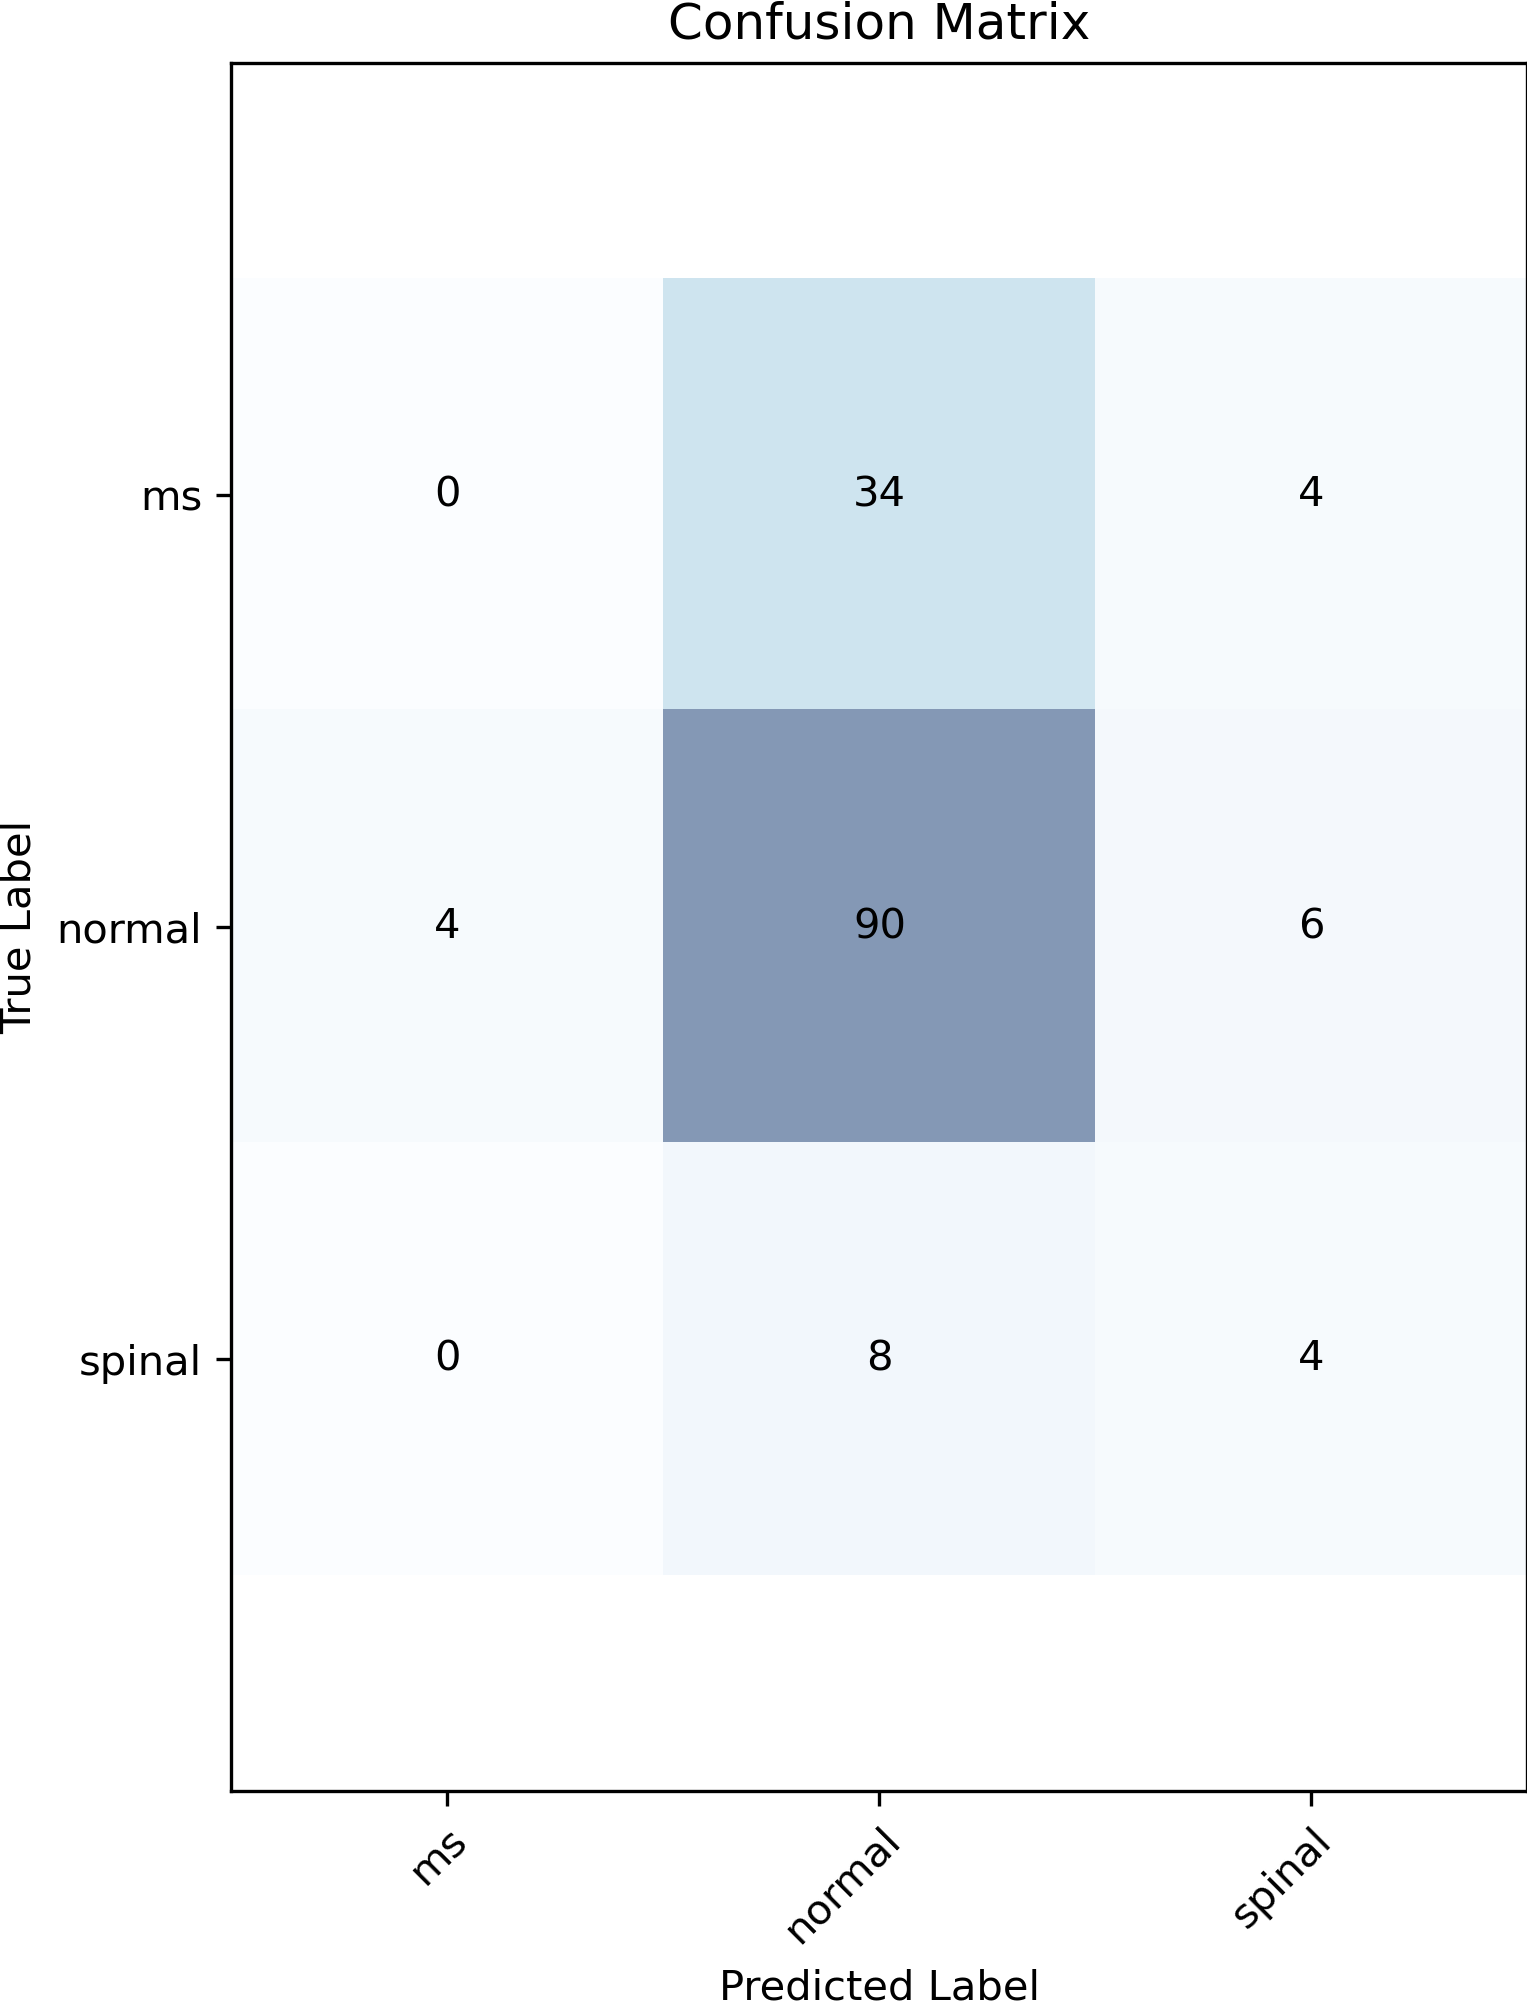 Confusion Matrix
True Label
ms
0 34 4
normal
4 90 6
spinal
0 8 4
ms normal spinal
Predicted Label